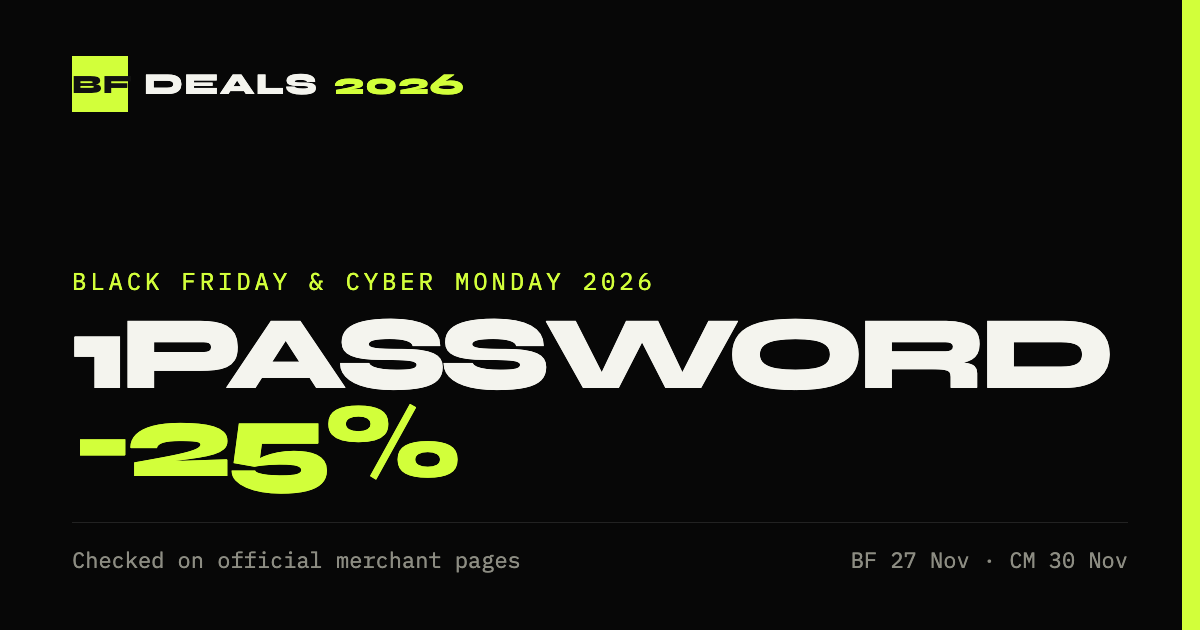 BF DEALS 2026
BLACK FRIDAY & CYBER MONDAY 2026
1PASSWORD
-25%
Checked on official merchant pages
BF 27 Nov · CM 30 Nov